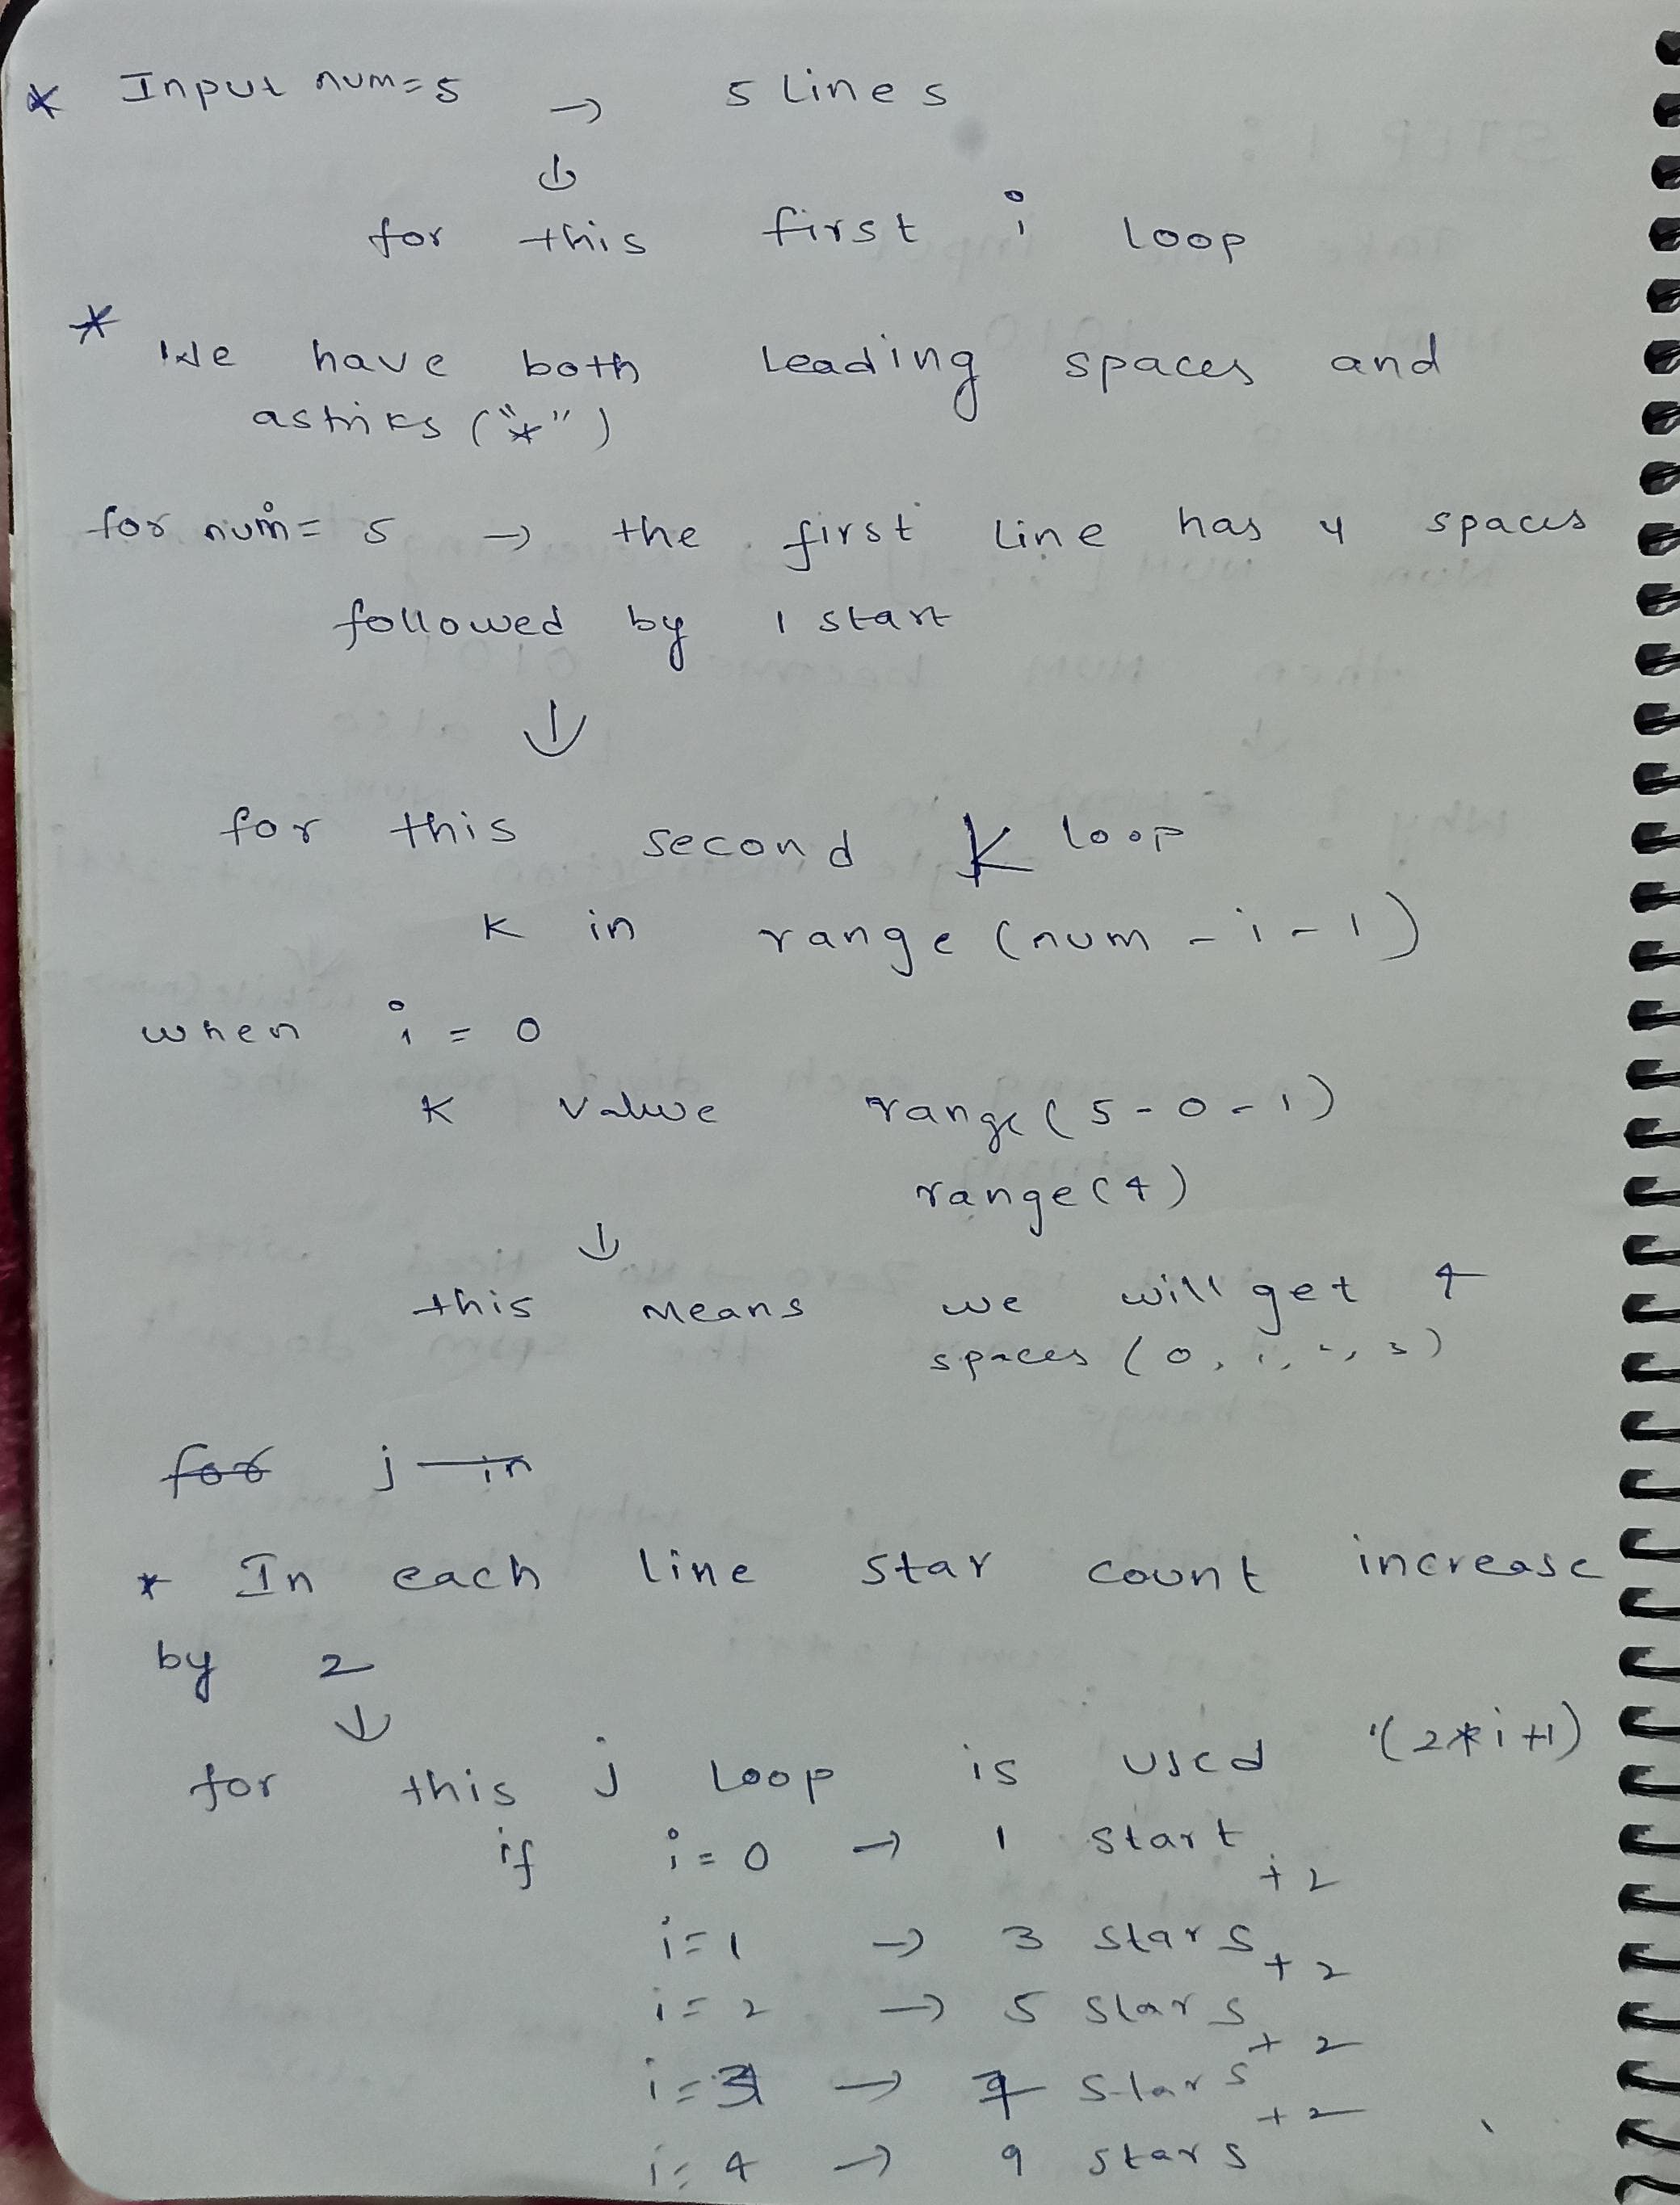 * Input num=5 → 5 Lines
↓
for this first i loop
* We have both Leading spaces and
astriks ("*")
for num = 5 → the first Line has 4 spaces
followed by 1 start
↓
for this second K loop
K in range (num - i - 1)
when i = 0
K value range (5-0-1)
range(4)
↓
this means we will get 4
spaces (0, 1, 2, 3)
for j in
* In each line star count increase
by 2
↓
for this j Loop is used (2*i+1)
if i=0 → 1 start
+2
i=1 → 3 stars
+2
i=2 → 5 stars
+2
i=3 → 7 stars
+2
i=4 → 9 stars